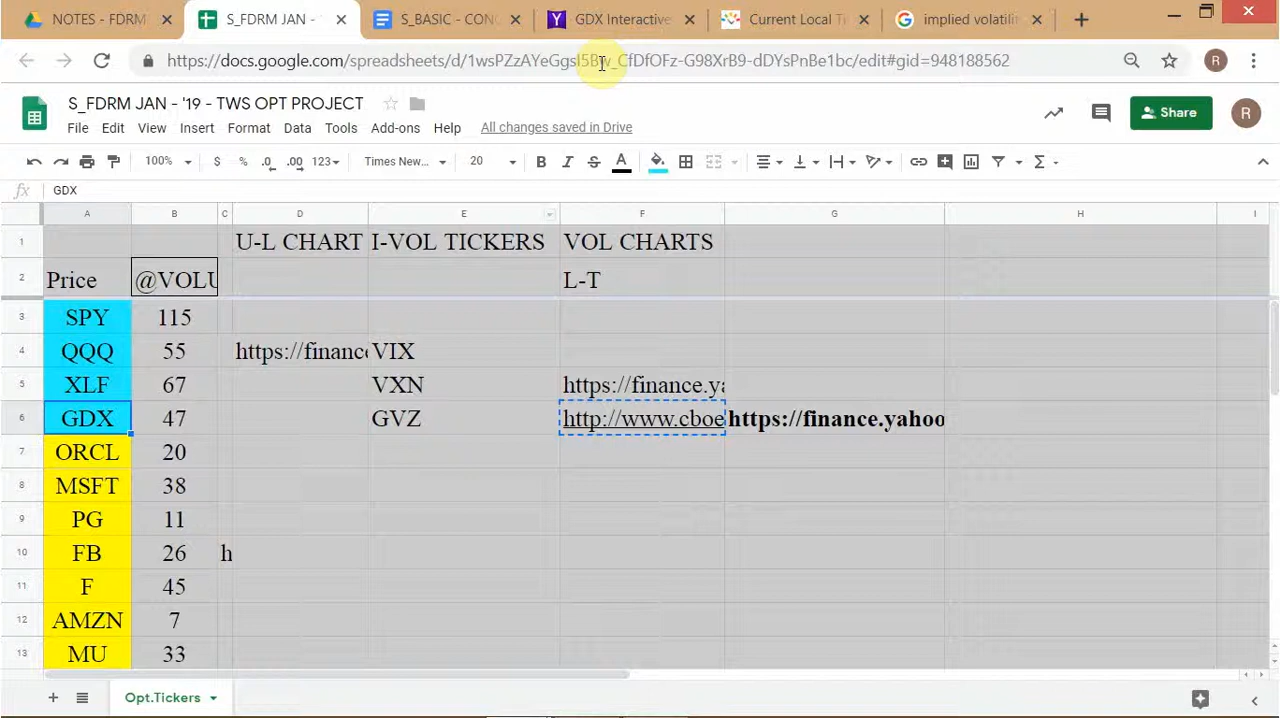 NOTES - FDRM
S_FDRM JAN -
S_BASIC - CON
GDX Interactive
Current Local Ti
implied volatili
https://docs.google.com/spreadsheets/d/1wsPZzAYeGgsI5Bw_CfDfOFz-G98XrB9-dDYsPnBe1bc/edit#gid=948188562
R
S_FDRM JAN - '19 - TWS OPT PROJECT
Share
R
File Edit View Insert Format Data Tools Add-ons Help All changes saved in Drive
100% $ % .0 .00 123 Times New... 20 B I S A
fx GDX
A B C D E F G H I
1 U-L CHART I-VOL TICKERS VOL CHARTS
2 Price @VOLU L-T
3 SPY 115
4 QQQ 55 https://finance VIX
5 XLF 67 VXN https://finance.ya
GDX 47 GVZ http://www.cboe https://finance.yahoo
7 ORCL 20
8 MSFT 38
9 PG 11
10 FB 26 h
11 F 45
12 AMZN 7
13 MU 33
Opt.Tickers